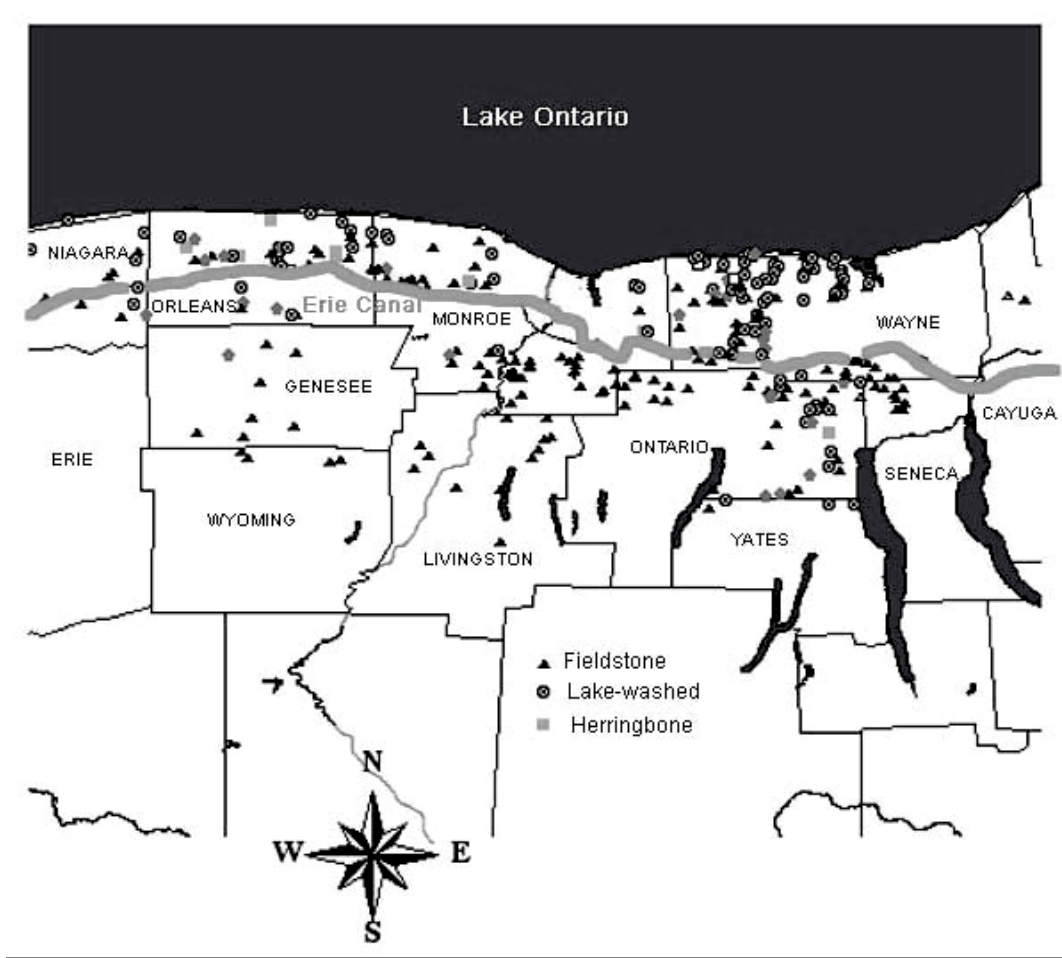 Lake Ontario
NIAGARA
ORLEANS
Erie Canal
MONROE
WAYNE
GENESEE
CAYUGA
ERIE
ONTARIO
SENECA
WYOMING
YATES
LIVINGSTON
Fieldstone
Lake-washed
Herringbone
N
W
E
S